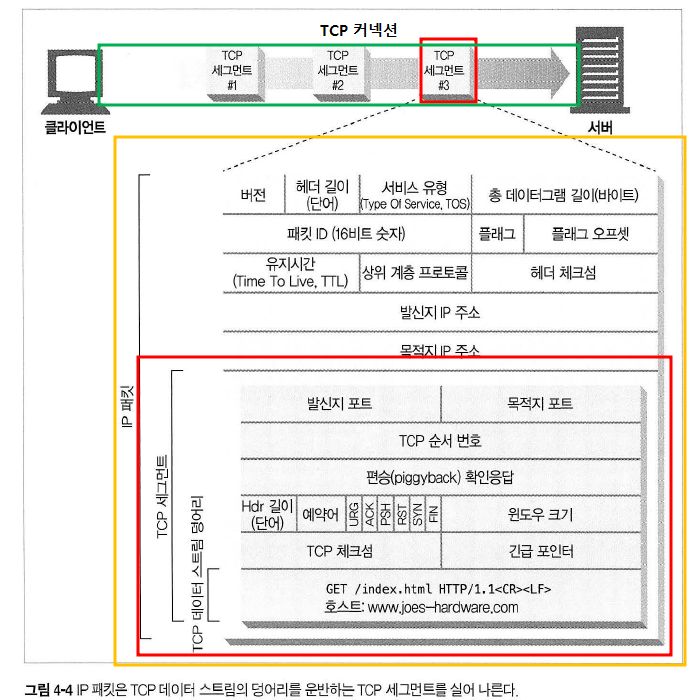 TCP 커넥션
TCP
세그먼트
#1
TCP
세그먼트
#2
TCP
세그먼트
#3
클라이언트
서버
버전
헤더 길이
(단어)
서비스 유형
(Type Of Service, TOS)
총 데이터그램 길이(바이트)
패킷 ID (16비트 숫자)
플래그
플래그 오프셋
유지시간
(Time To Live, TTL)
상위 계층 프로토콜
헤더 체크섬
발신지 IP 주소
목적지 IP 주소
IP 패킷
TCP 세그먼트
TCP 데이터 스트림 덩어리
발신지 포트
목적지 포트
TCP 순서 번호
편승(piggyback) 확인응답
Hdr 길이
(단어)
예약어
URG
ACK
PSH
RST
SYN
FIN
윈도우 크기
TCP 체크섬
긴급 포인터
GET /index.html HTTP/1.1<CR><LF>
호스트: www.joes-hardware.com
그림 4-4 IP 패킷은 TCP 데이터 스트림의 덩어리를 운반하는 TCP 세그먼트를 실어 나른다.